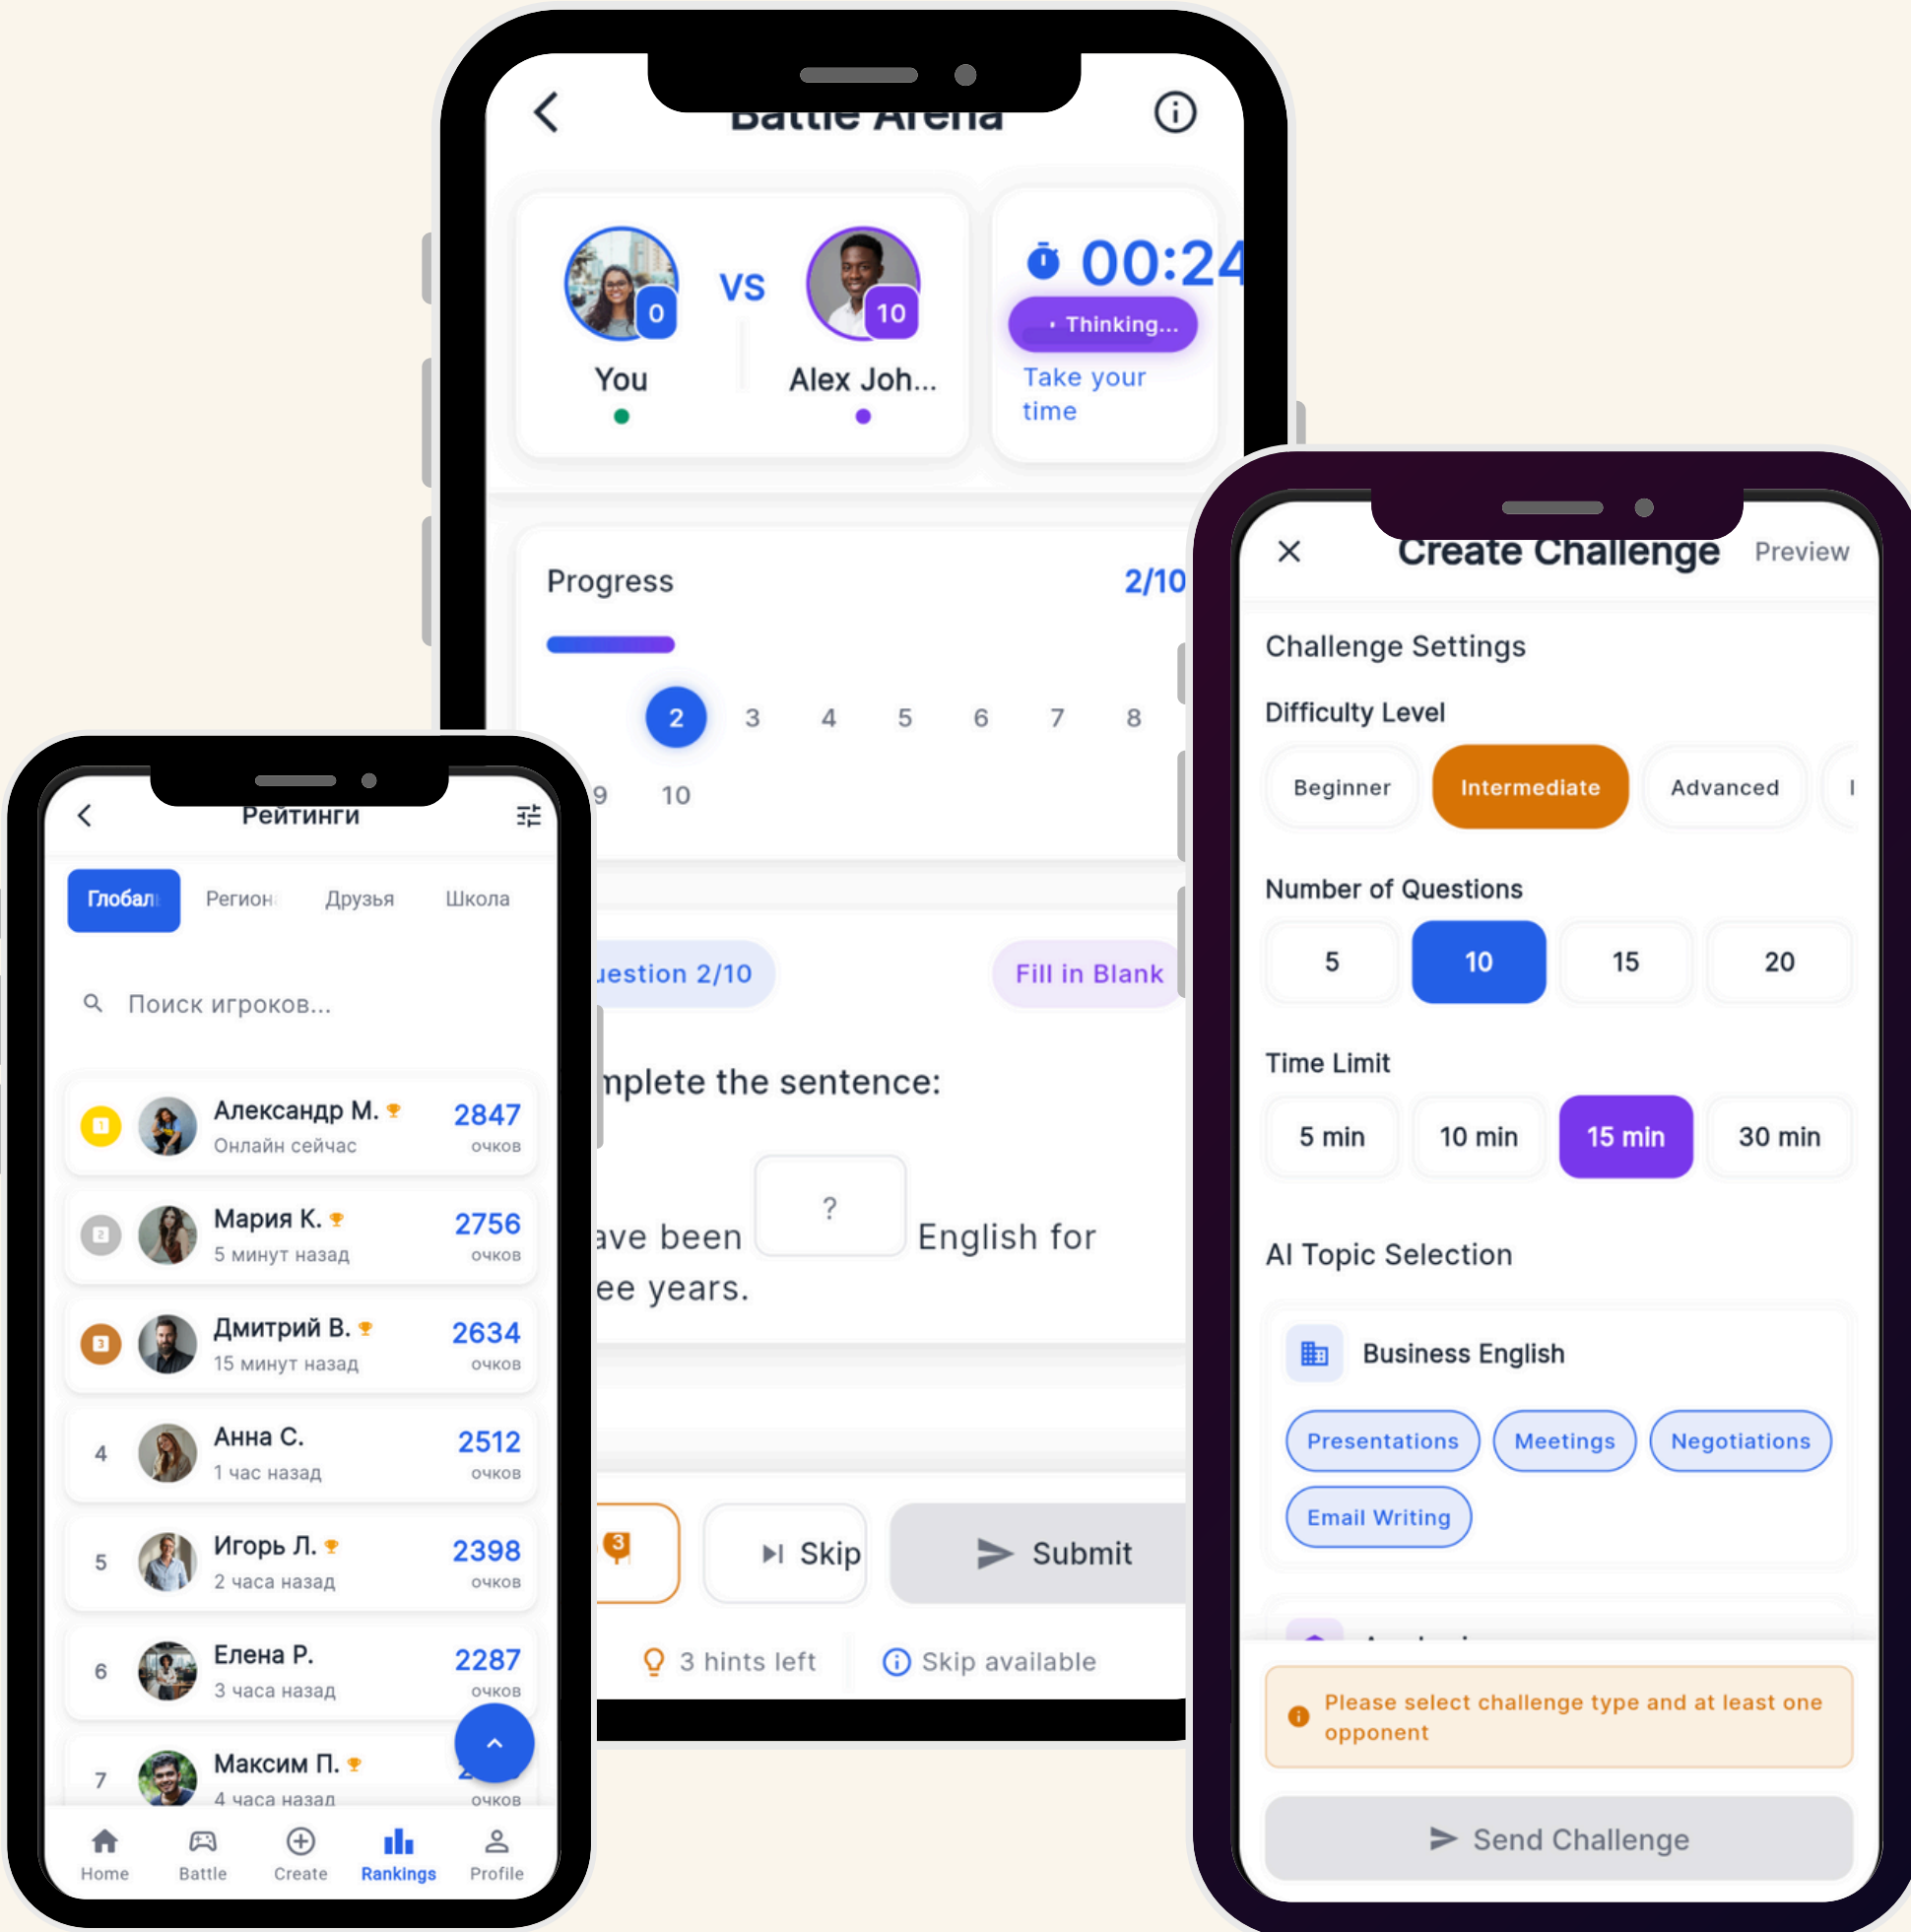 Battle Arena
0
VS
10
You
Alex Joh...
00:24
Thinking...
Take your
time
Progress
2/10
2 3 4 5 6 7 8
9 10
uestion 2/10
Fill in Blank
mplete the sentence:
ave been ? English for
ee years.
3
Skip
Submit
3 hints left
Skip available
Рейтинги
Глобал
Регион
Друзья
Школа
Поиск игроков...
1
Александр М.
2847
Онлайн сейчас
очков
2
Мария К.
2756
5 минут назад
очков
3
Дмитрий В.
2634
15 минут назад
очков
4
Анна С.
2512
1 час назад
очков
5
Игорь Л.
2398
2 часа назад
очков
6
Елена Р.
2287
3 часа назад
очков
7
Максим П.
4 часа назад
очков
Home
Battle
Create
Rankings
Profile
Create Challenge
Preview
Challenge Settings
Difficulty Level
Beginner
Intermediate
Advanced
Number of Questions
5
10
15
20
Time Limit
5 min
10 min
15 min
30 min
AI Topic Selection
Business English
Presentations
Meetings
Negotiations
Email Writing
Please select challenge type and at least one
opponent
Send Challenge